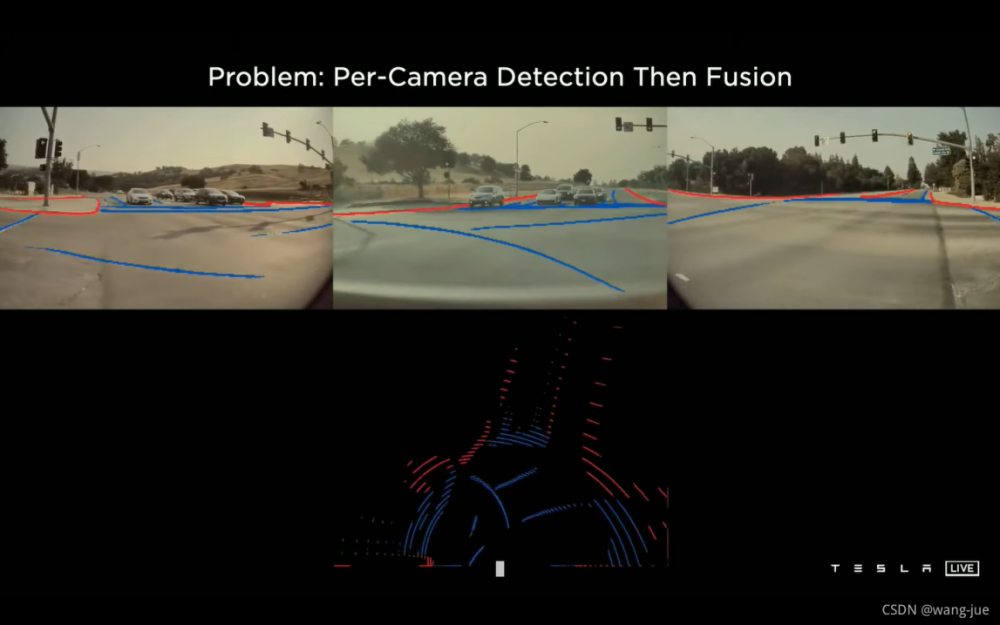 Problem: Per-Camera Detection Then Fusion
TESLA LIVE
CSDN @wang-jue